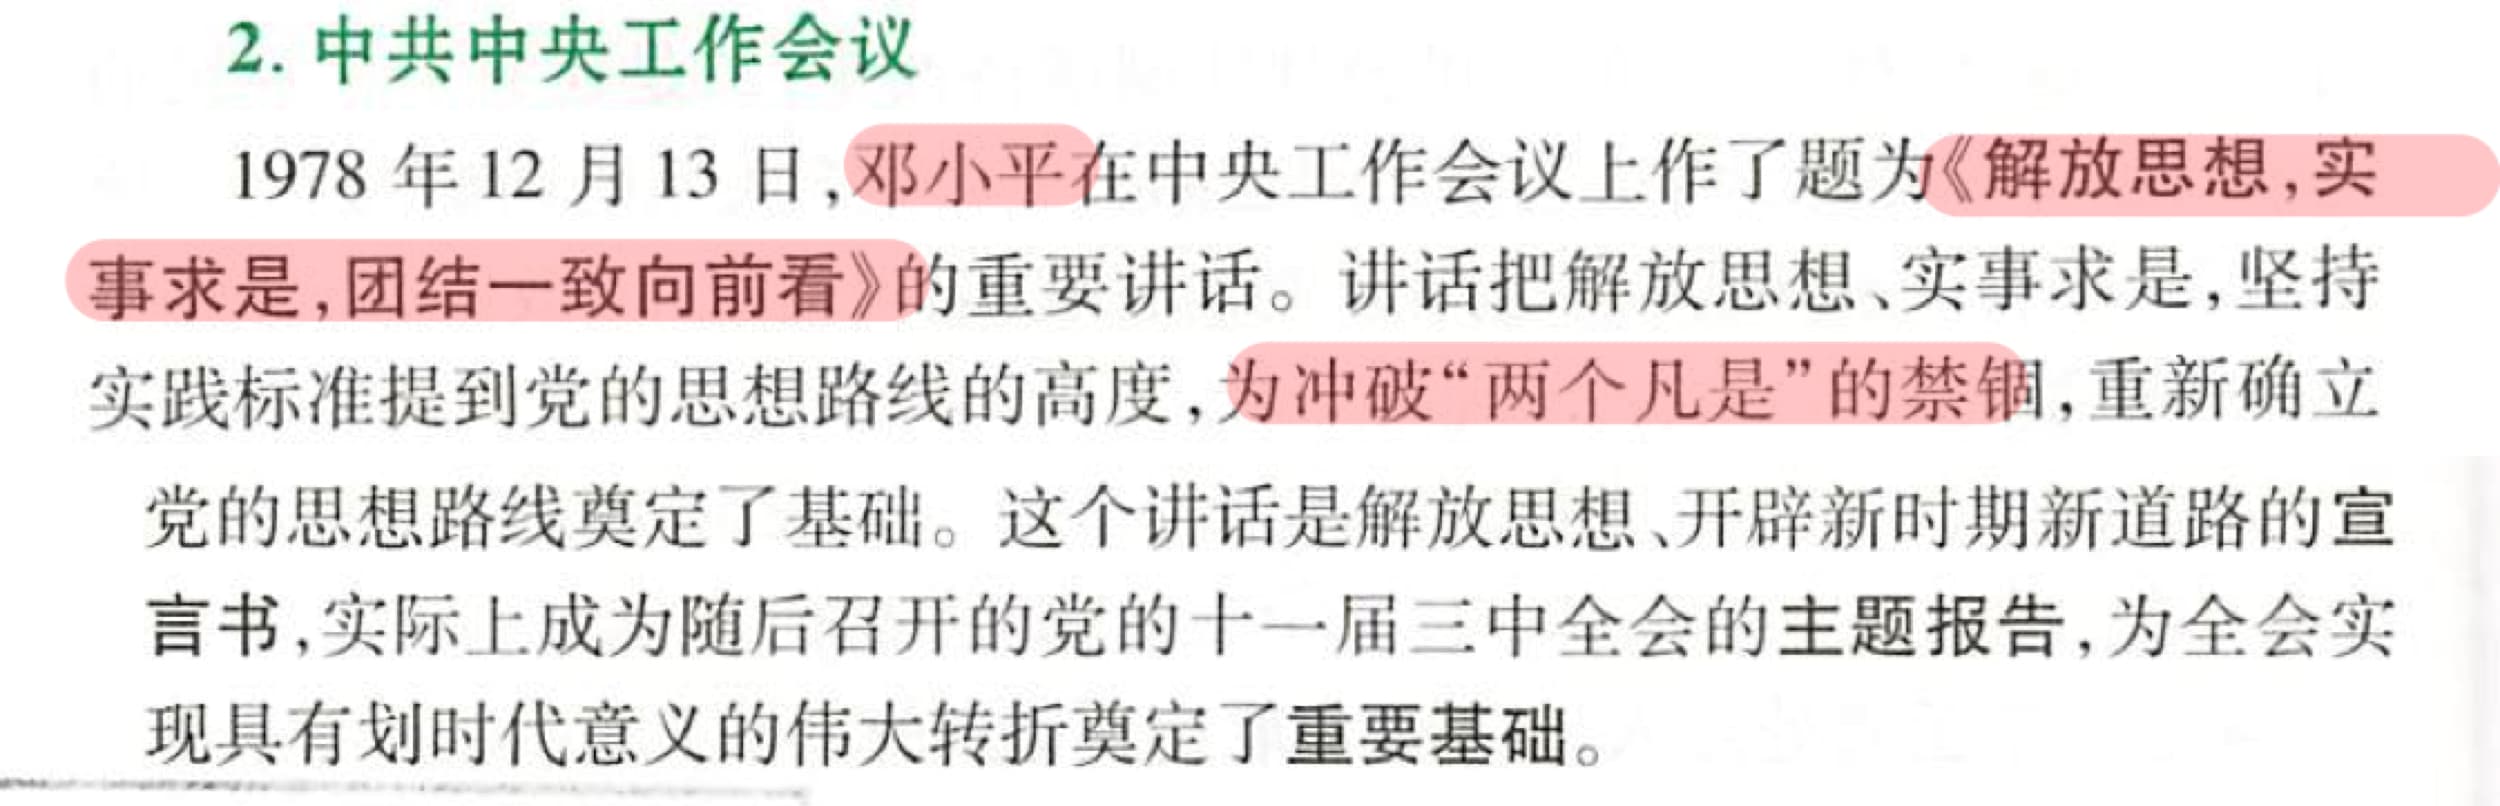 2. 中共中央工作会议
1978 年 12 月 13 日,邓小平在中央工作会议上作了题为《解放思想,实
事求是,团结一致向前看》的重要讲话。讲话把解放思想、实事求是,坚持
实践标准提到党的思想路线的高度,为冲破“两个凡是”的禁锢,重新确立
党的思想路线奠定了基础。这个讲话是解放思想、开辟新时期新道路的宣
言书,实际上成为随后召开的党的十一届三中全会的主题报告,为全会实
现具有划时代意义的伟大转折奠定了重要基础。